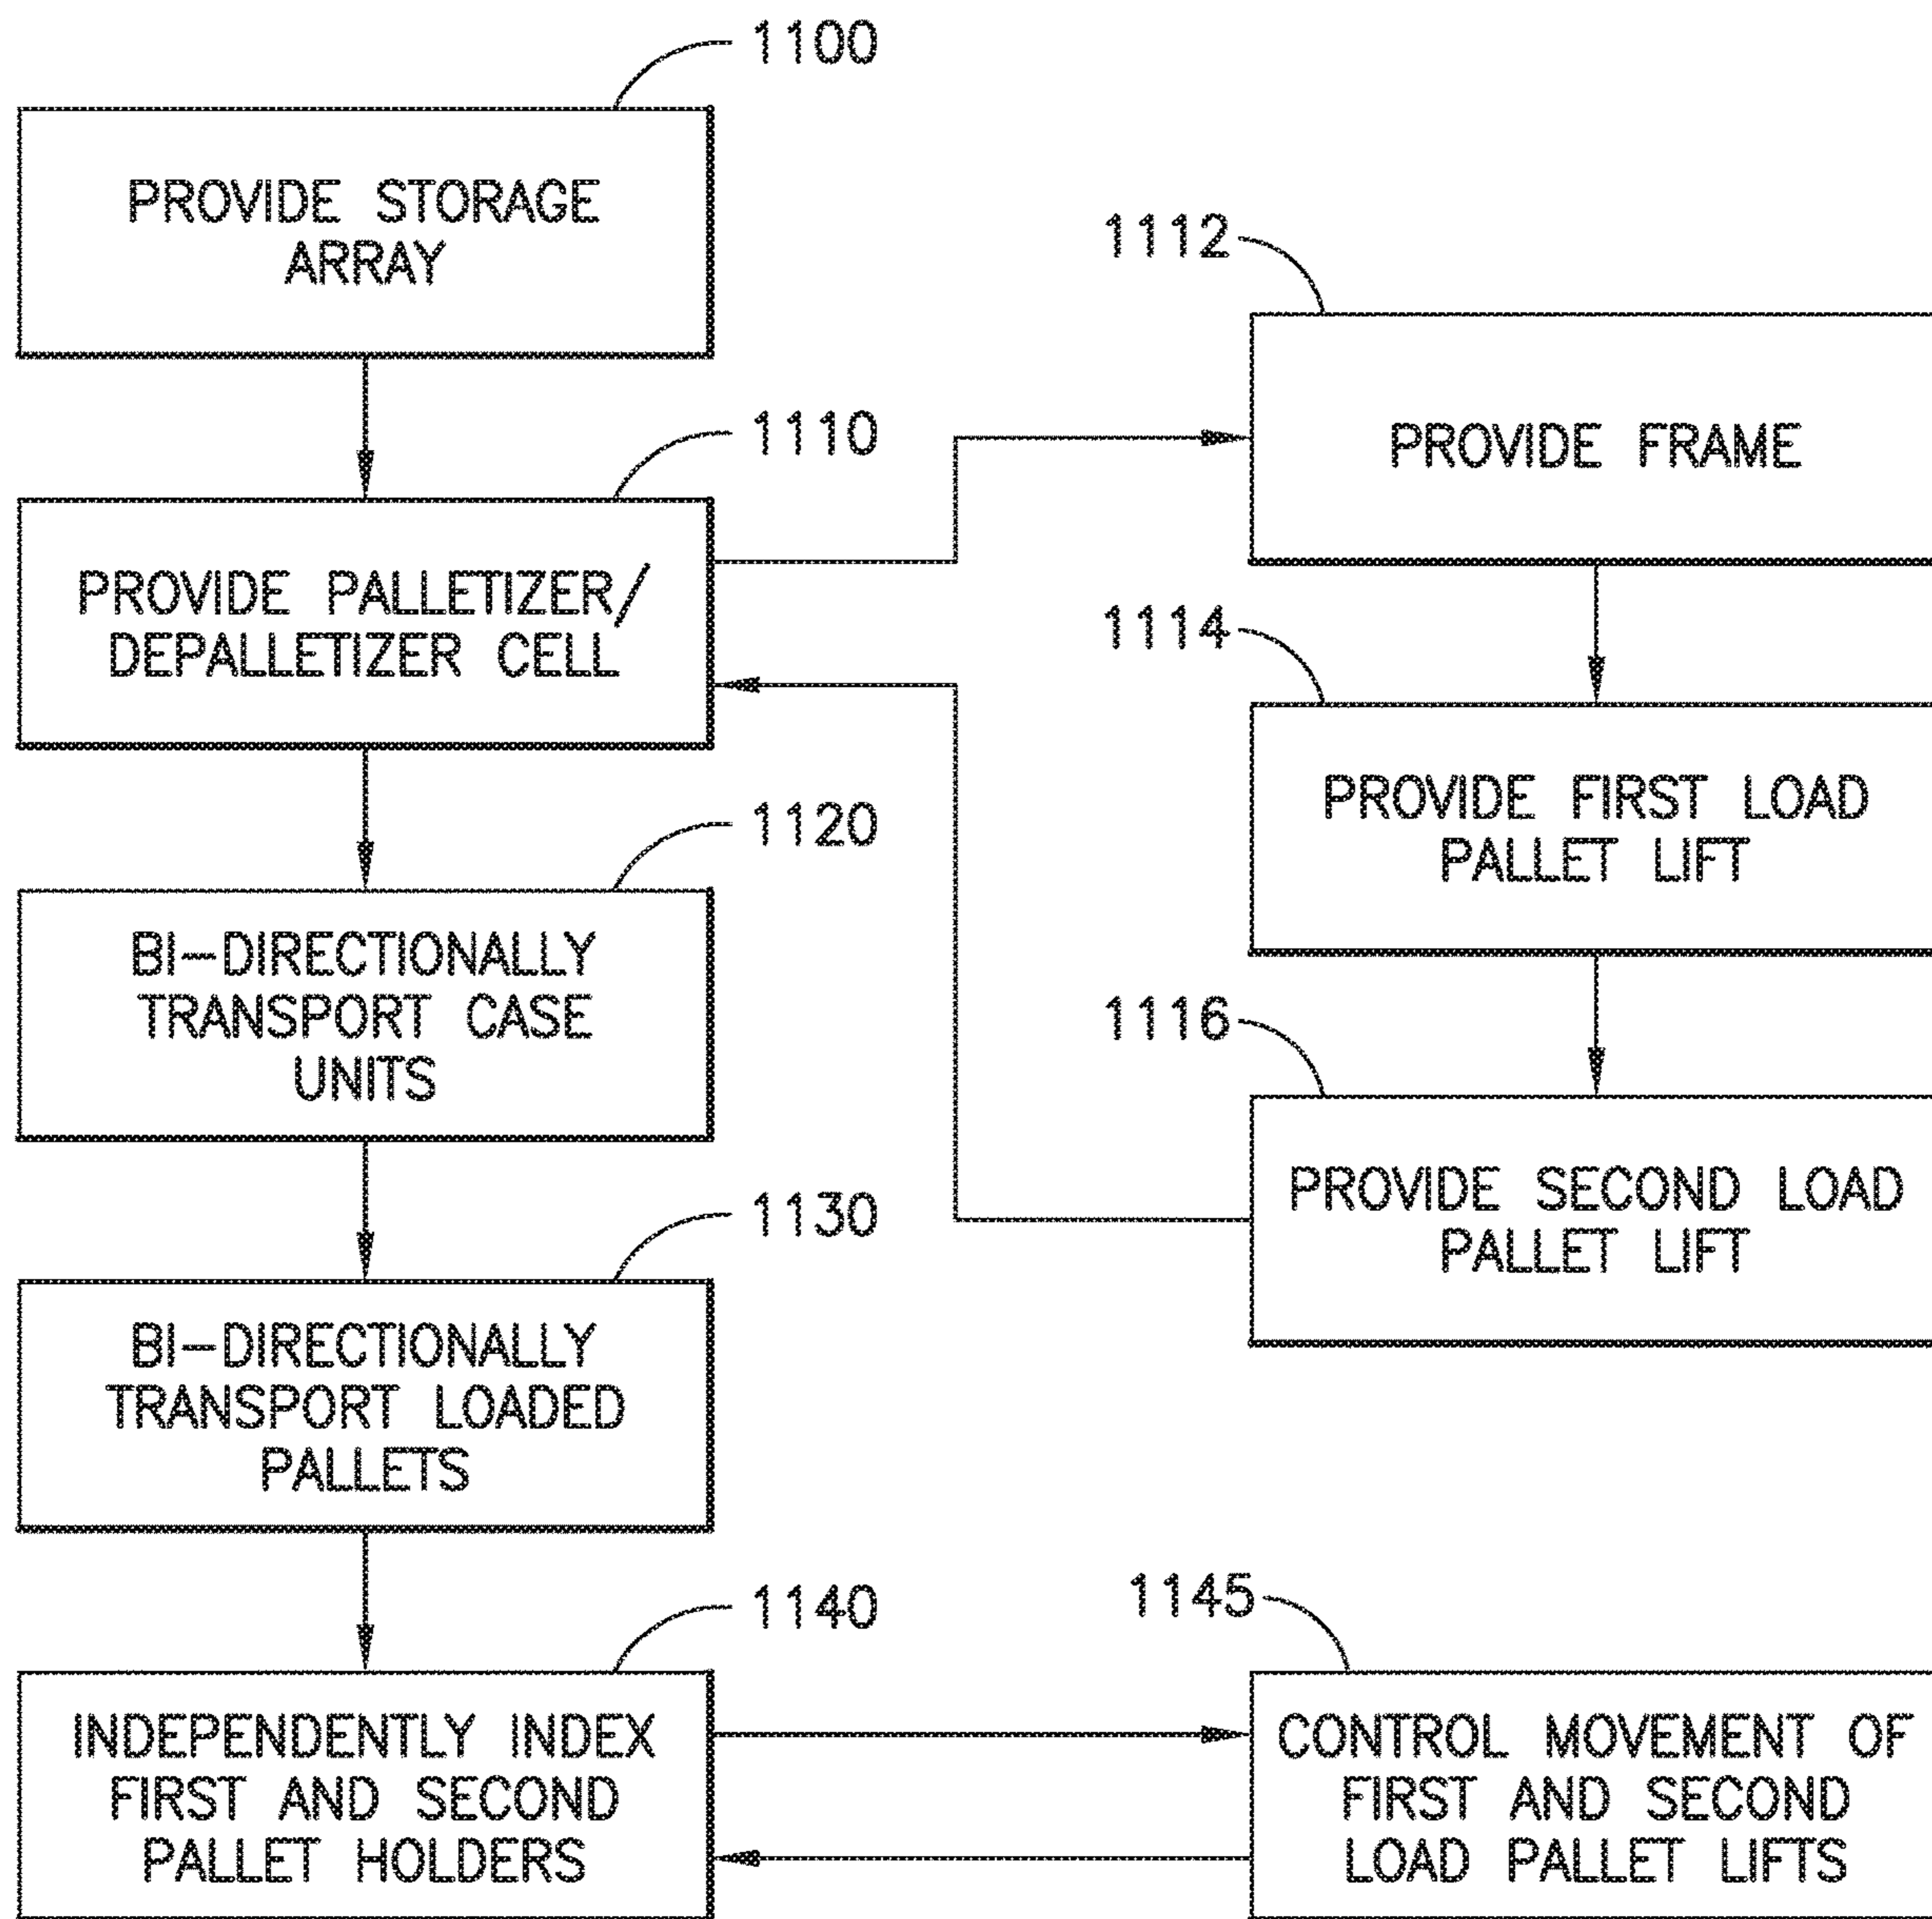 1100
PROVIDE STORAGE
ARRAY
1110
PROVIDE PALLETIZER/
DEPALLETIZER CELL
1120
BI-DIRECTIONALLY
TRANSPORT CASE
UNITS
1130
BI-DIRECTIONALLY
TRANSPORT LOADED
PALLETS
1140
INDEPENDENTLY INDEX
FIRST AND SECOND
PALLET HOLDERS
1112
PROVIDE FRAME
1114
PROVIDE FIRST LOAD
PALLET LIFT
1116
PROVIDE SECOND LOAD
PALLET LIFT
1145
CONTROL MOVEMENT OF
FIRST AND SECOND
LOAD PALLET LIFTS